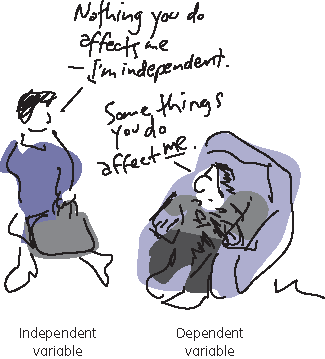 Nothing you do
affects me
– I'm independent.
Some things
you do
affect me.
Independent
variable
Dependent
variable